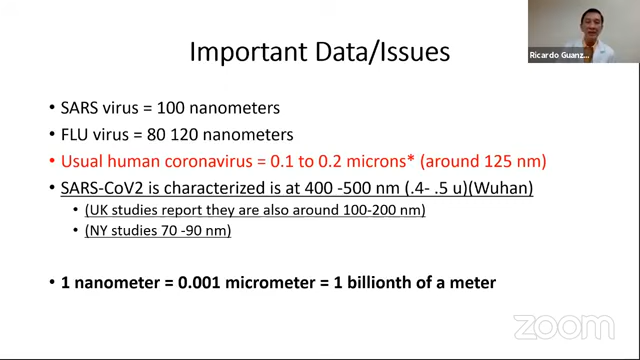 Ricardo Guanz...
Important Data/Issues
• SARS virus = 100 nanometers
• FLU virus = 80 120 nanometers
• Usual human coronavirus = 0.1 to 0.2 microns* (around 125 nm)
• SARS-CoV2 is characterized is at 400 -500 nm (.4- .5 u)(Wuhan)
• (UK studies report they are also around 100-200 nm)
• (NY studies 70 -90 nm)
• 1 nanometer = 0.001 micrometer = 1 billionth of a meter
zoom